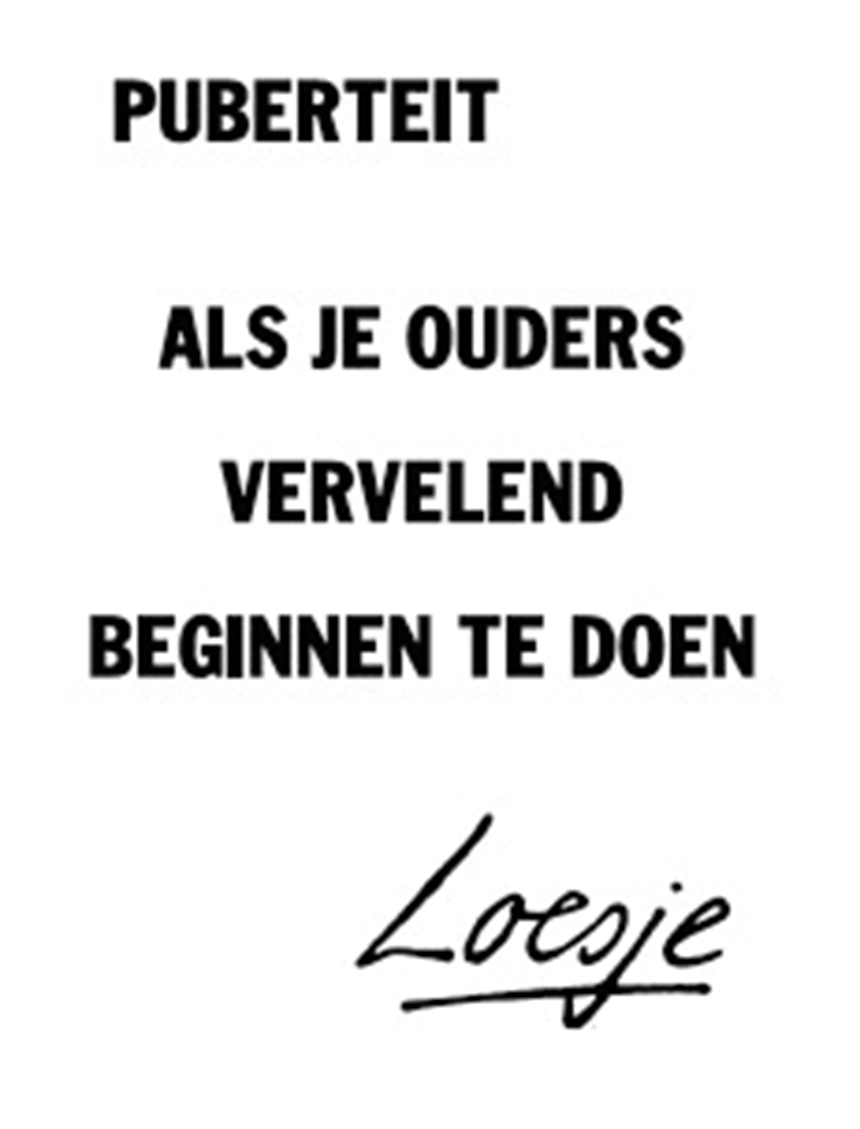 PUBERTEIT
ALS JE OUDERS
VERVELEND
BEGINNEN TE DOEN
Loesje